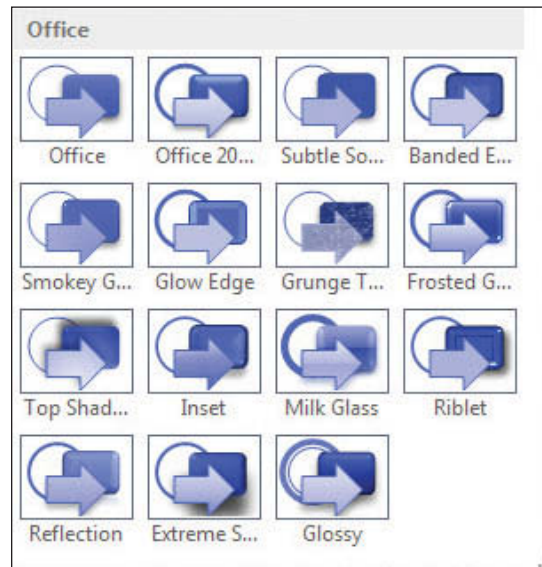 Office
Office Office 20... Subtle So... Banded E...
Smokey G... Glow Edge Grunge T... Frosted G...
Top Shad... Inset Milk Glass Riblet
Reflection Extreme S... Glossy